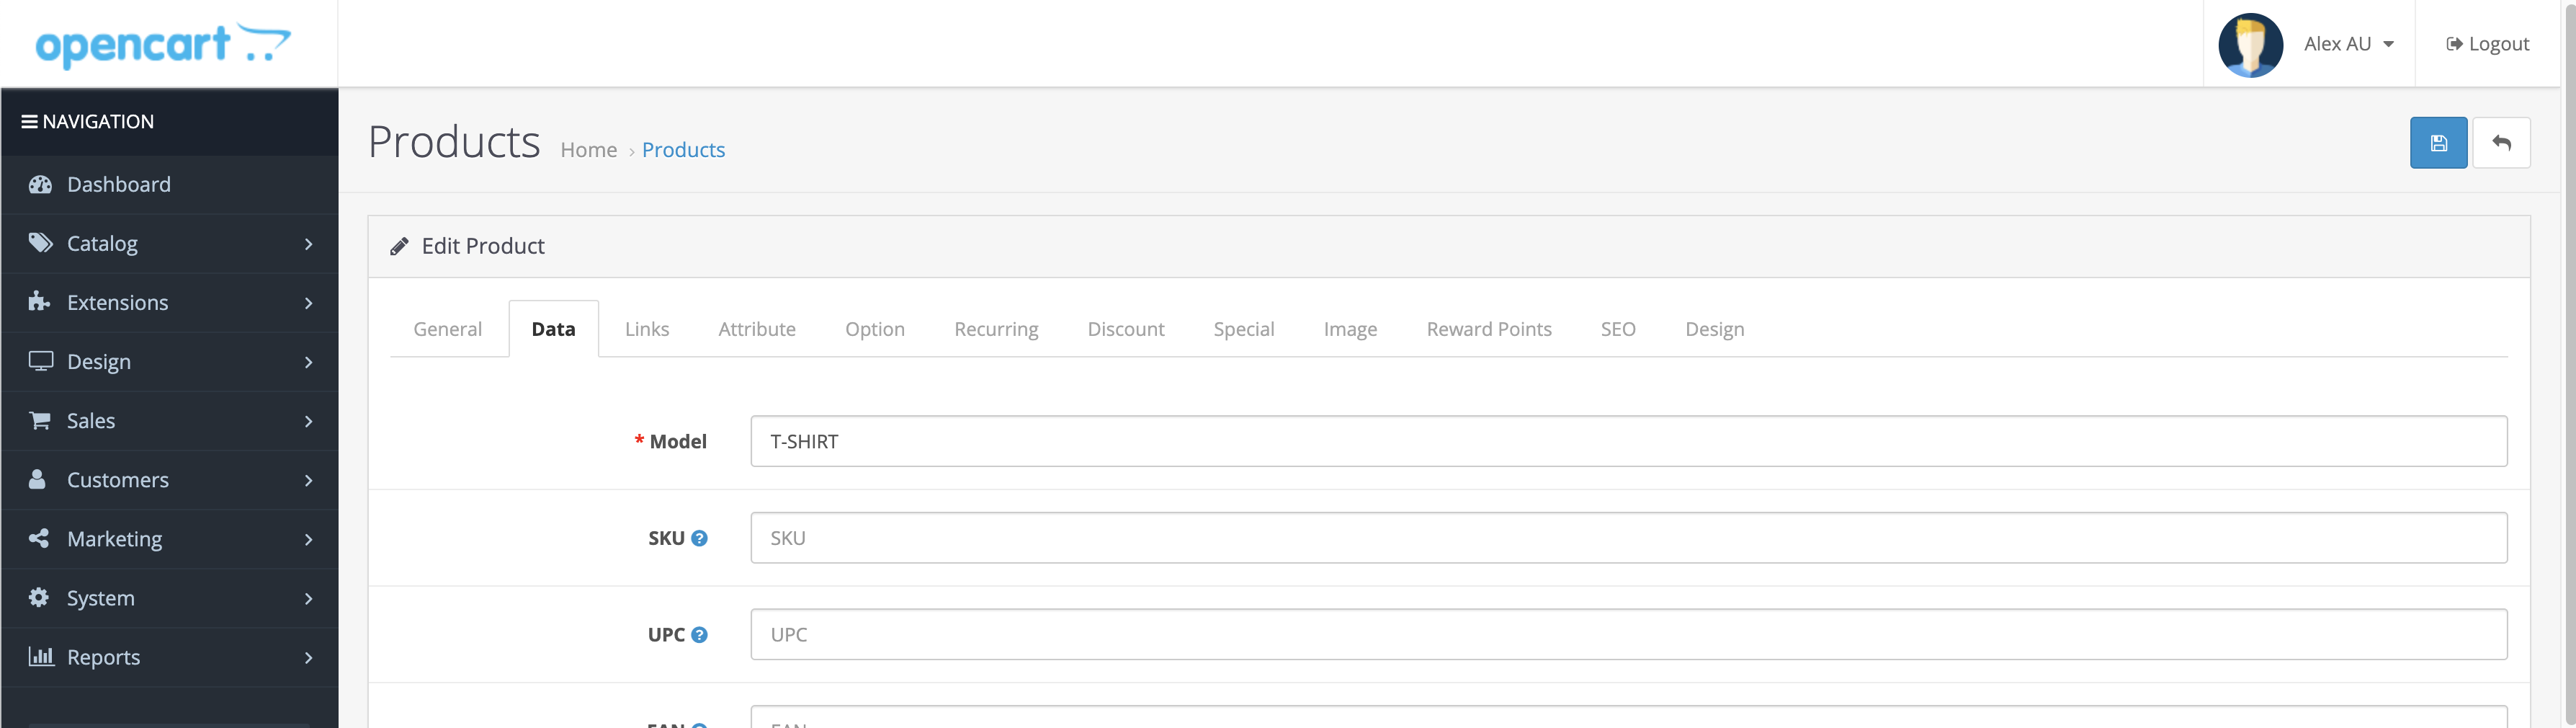 opencart
Alex AU
Logout
NAVIGATION
Dashboard
Catalog
Extensions
Design
Sales
Customers
Marketing
System
Reports
Products
Home › Products
Edit Product
General Data Links Attribute Option Recurring Discount Special Image Reward Points SEO Design
* Model T-SHIRT
SKU SKU
UPC UPC
EAN EAN